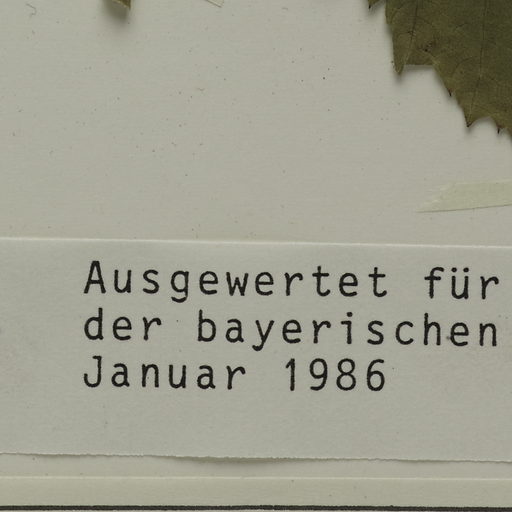 Ausgewertet für
der bayerischen
Januar 1986